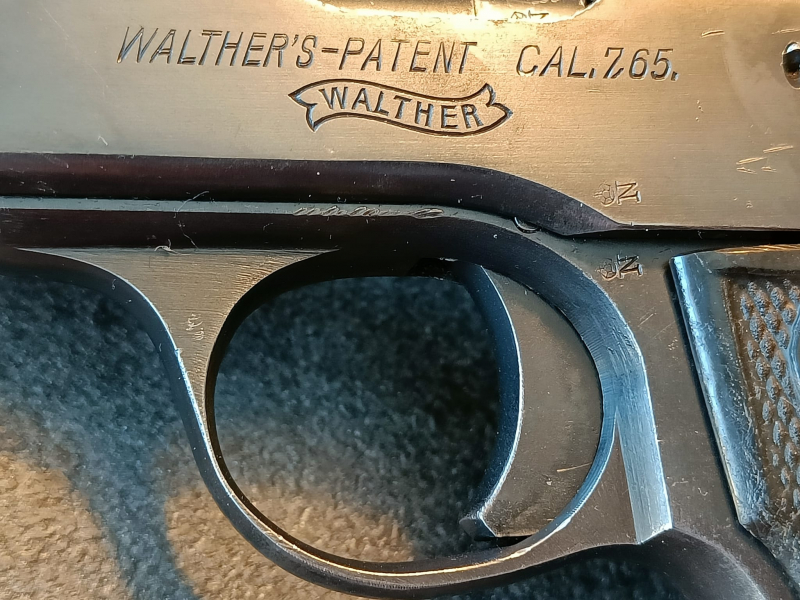 WALTHER'S-PATENT CAL.7,65.
WALTHER
N
N